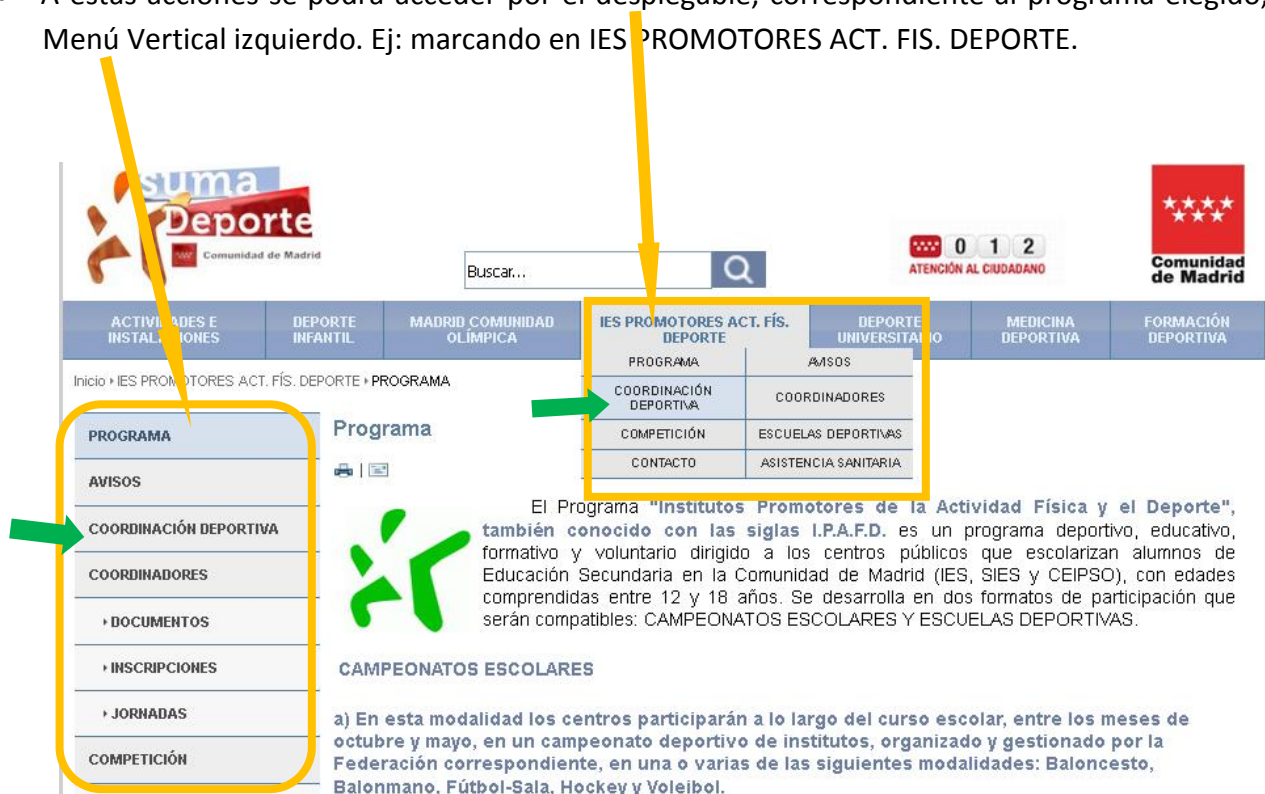 A estas acciones se podrá acceder por el desplegable, correspondiente al programa elegido,
Menú Vertical izquierdo. Ej: marcando en IES PROMOTORES ACT. FIS. DEPORTE.
suma
Deporte
Comunidad de Madrid
Buscar...
0 1 2
ATENCIÓN AL CIUDADANO
Comunidad
de Madrid
ACTIVIDADES E
INSTALACIONES
DEPORTE
INFANTIL
MADRID COMUNIDAD
OLÍMPICA
IES PROMOTORES ACT. FÍS.
DEPORTE
DEPORTE
UNIVERSITARIO
MEDICINA
DEPORTIVA
FORMACIÓN
DEPORTIVA
PROGRAMA
AVISOS
COORDINACIÓN
DEPORTIVA
COORDINADORES
COMPETICIÓN
ESCUELAS DEPORTIVAS
CONTACTO
ASISTENCIA SANITARIA
Inicio › IES PROMOTORES ACT. FÍS. DEPORTE › PROGRAMA
PROGRAMA
AVISOS
COORDINACIÓN DEPORTIVA
COORDINADORES
› DOCUMENTOS
› INSCRIPCIONES
› JORNADAS
COMPETICIÓN
Programa
El Programa "Institutos Promotores de la Actividad Física y el Deporte",
también conocido con las siglas I.P.A.F.D. es un programa deportivo, educativo,
formativo y voluntario dirigido a los centros públicos que escolarizan alumnos de
Educación Secundaria en la Comunidad de Madrid (IES, SIES y CEIPSO), con edades
comprendidas entre 12 y 18 años. Se desarrolla en dos formatos de participación que
serán compatibles: CAMPEONATOS ESCOLARES Y ESCUELAS DEPORTIVAS.
CAMPEONATOS ESCOLARES
a) En esta modalidad los centros participarán a lo largo del curso escolar, entre los meses de
octubre y mayo, en un campeonato deportivo de institutos, organizado y gestionado por la
Federación correspondiente, en una o varias de las siguientes modalidades: Baloncesto,
Balonmano, Fútbol-Sala, Hockey y Voleibol.